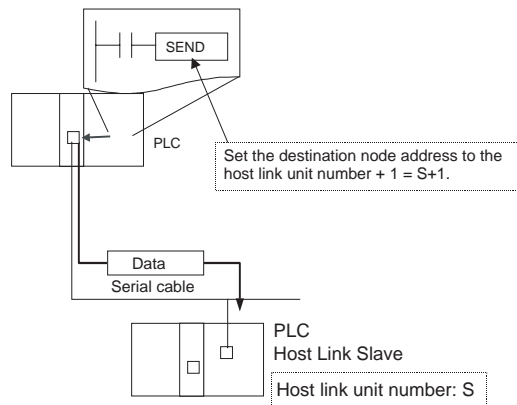 SEND
PLC
Set the destination node address to the
host link unit number + 1 = S+1.
Data
Serial cable
PLC
Host Link Slave
Host link unit number: S